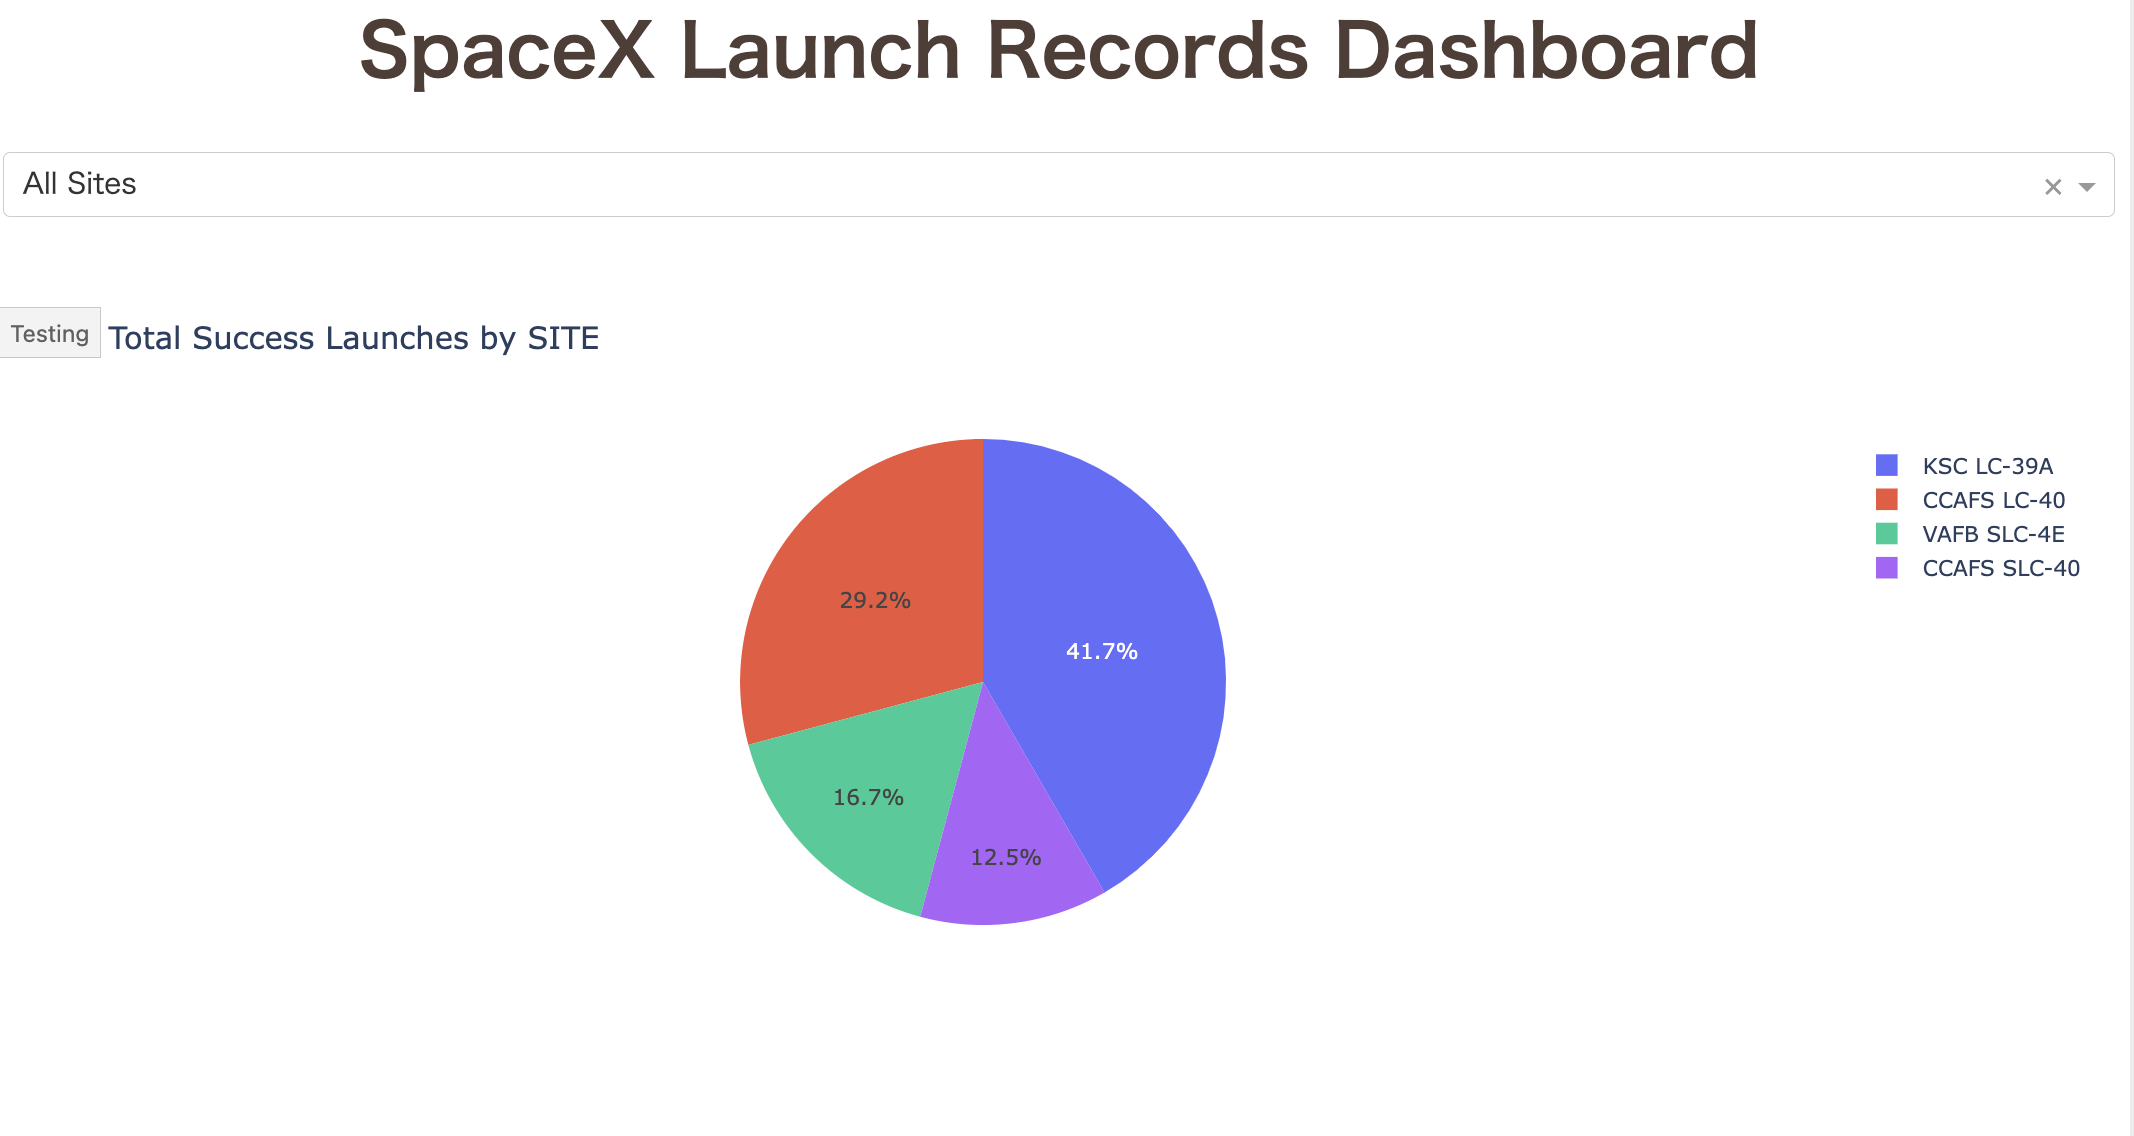 SpaceX Launch Records Dashboard
All Sites
Testing
Total Success Launches by SITE
KSC LC-39A
CCAFS LC-40
VAFB SLC-4E
CCAFS SLC-40
29.2%
41.7%
16.7%
12.5%